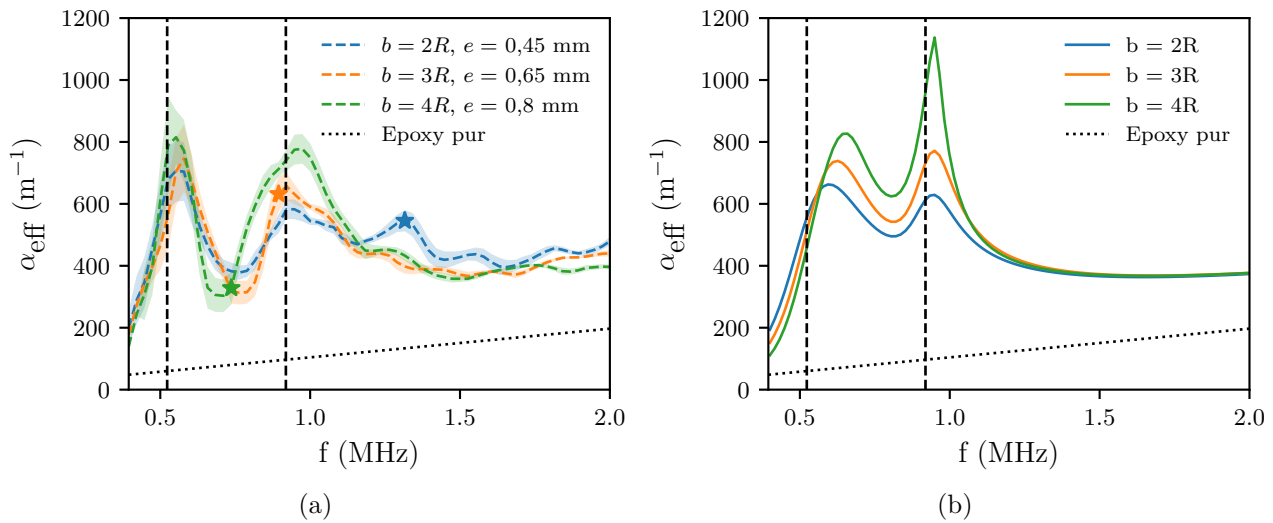 1200
1000
800
600
400
200
0
α_eff (m⁻¹)
b = 2R, e = 0,45 mm
b = 3R, e = 0,65 mm
b = 4R, e = 0,8 mm
Epoxy pur
0.5 1.0 1.5 2.0
f (MHz)
(a)
1200
1000
800
600
400
200
0
α_eff (m⁻¹)
b = 2R
b = 3R
b = 4R
Epoxy pur
0.5 1.0 1.5 2.0
f (MHz)
(b)